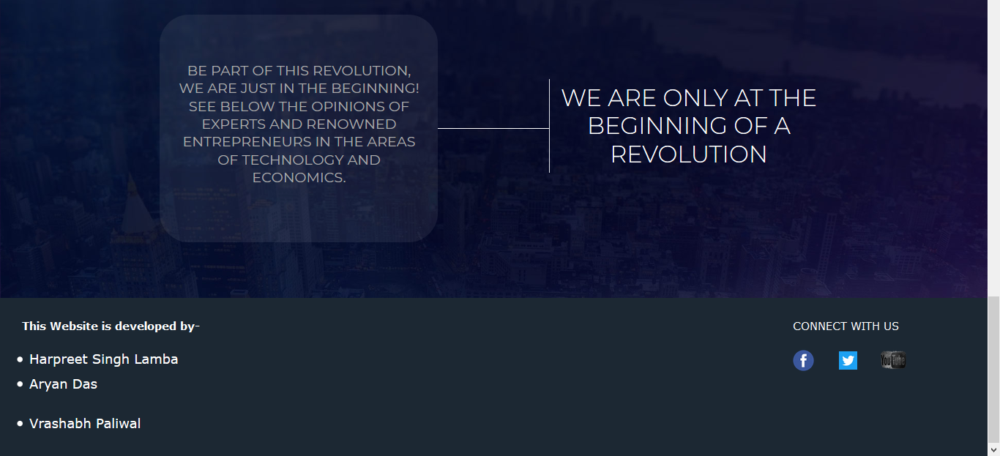 BE PART OF THIS REVOLUTION,
WE ARE JUST IN THE BEGINNING!
SEE BELOW THE OPINIONS OF
EXPERTS AND RENOWNED
ENTREPRENEURS IN THE AREAS
OF TECHNOLOGY AND
ECONOMICS.
WE ARE ONLY AT THE
BEGINNING OF A
REVOLUTION
This Website is developed by-
• Harpreet Singh Lamba
• Aryan Das
• Vrashabh Paliwal
CONNECT WITH US
f
YouTube